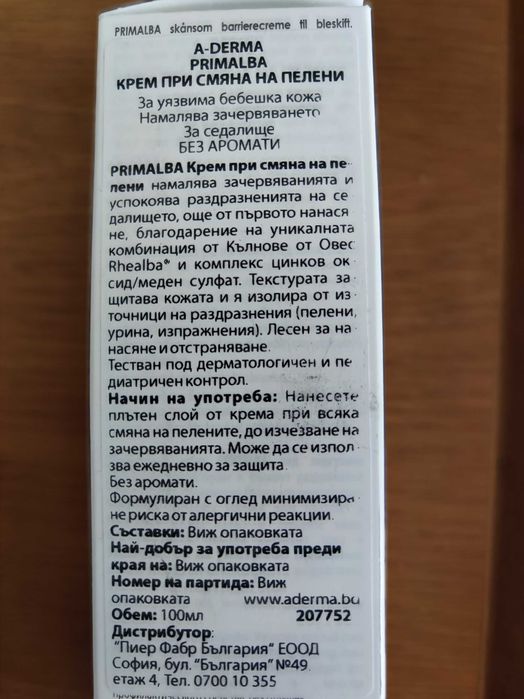 PRIMALBA skånsom barrierecreme til bleskift.
A-DERMA
PRIMALBA
КРЕМ ПРИ СМЯНА НА ПЕЛЕНИ
За уязвима бебешка кожа
Намалява зачервяването
За седалище
БЕЗ АРОМАТИ
PRIMALBA Крем при смяна на пе-
лени намалява зачервяванията и
успокоява раздразненията на се-
далището, още от първото нанася-
не, благодарение на уникалната
комбинация от Кълнове от Овес
Rhealba® и комплекс цинков ок-
сид/меден сулфат. Текстурата за-
щитава кожата и я изолира от из-
точници на раздразнения (пелени,
урина, изпражнения). Лесен за на-
насяне и отстраняване.
Тестван под дерматологичен и пе-
диатричен контрол.
Начин на употреба: Нанесете
плътен слой от крема при всяка
смяна на пелените, до изчезване на
зачервяванията. Може да се изпол-
зва ежедневно за защита.
Без аромати.
Формулиран с оглед минимизира-
не риска от алергични реакции.
Съставки: Виж опаковката
Най-добър за употреба преди
края на: Виж опаковката
Номер на партида: Виж
опаковката www.aderma.bg
Обем: 100мл 207752
Дистрибутор:
"Пиер Фабр България" ЕООД
София, бул. "България" №49,
етаж 4, Тел. 0700 10 355